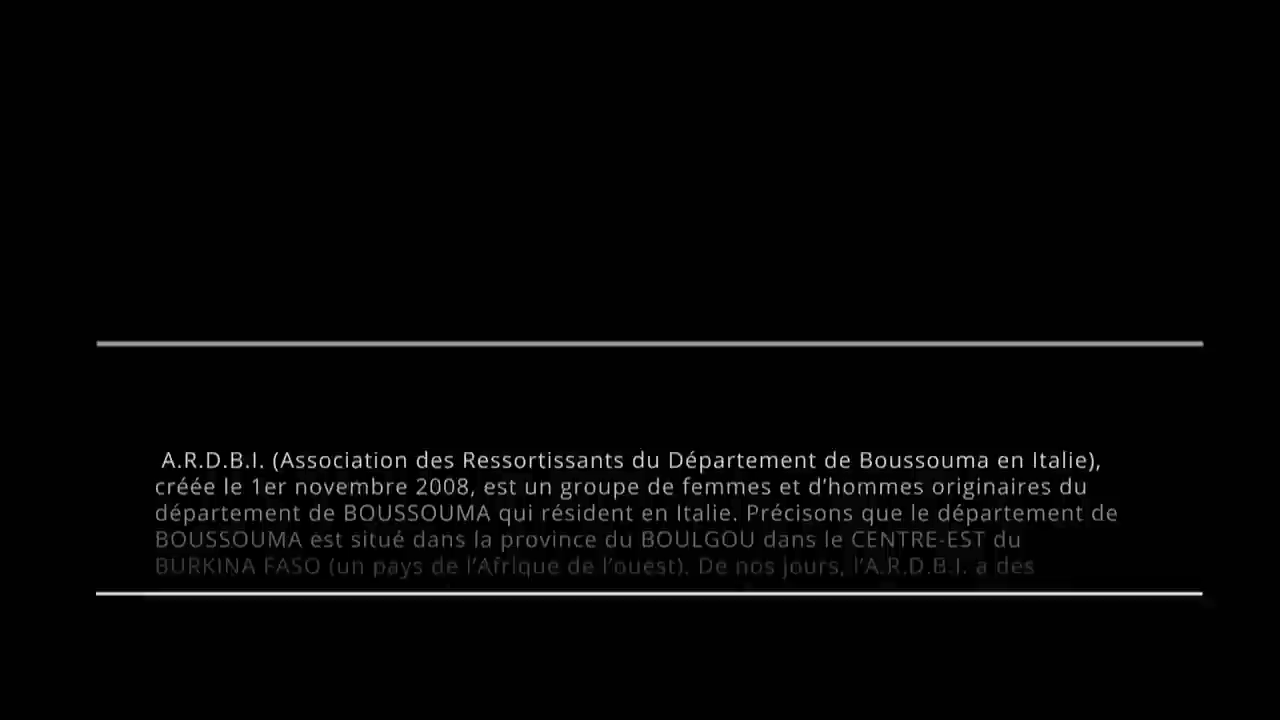 A.R.D.B.I. (Association des Ressortissants du Département de Boussouma en Italie),
créée le 1er novembre 2008, est un groupe de femmes et d’hommes originaires du
département de BOUSSOUMA qui résident en Italie. Précisons que le département de
BOUSSOUMA est situé dans la province du BOULGOU dans le CENTRE-EST du
BURKINA FASO (un pays de l’Afrique de l’ouest). De nos jours, l’A.R.D.B.I. a des